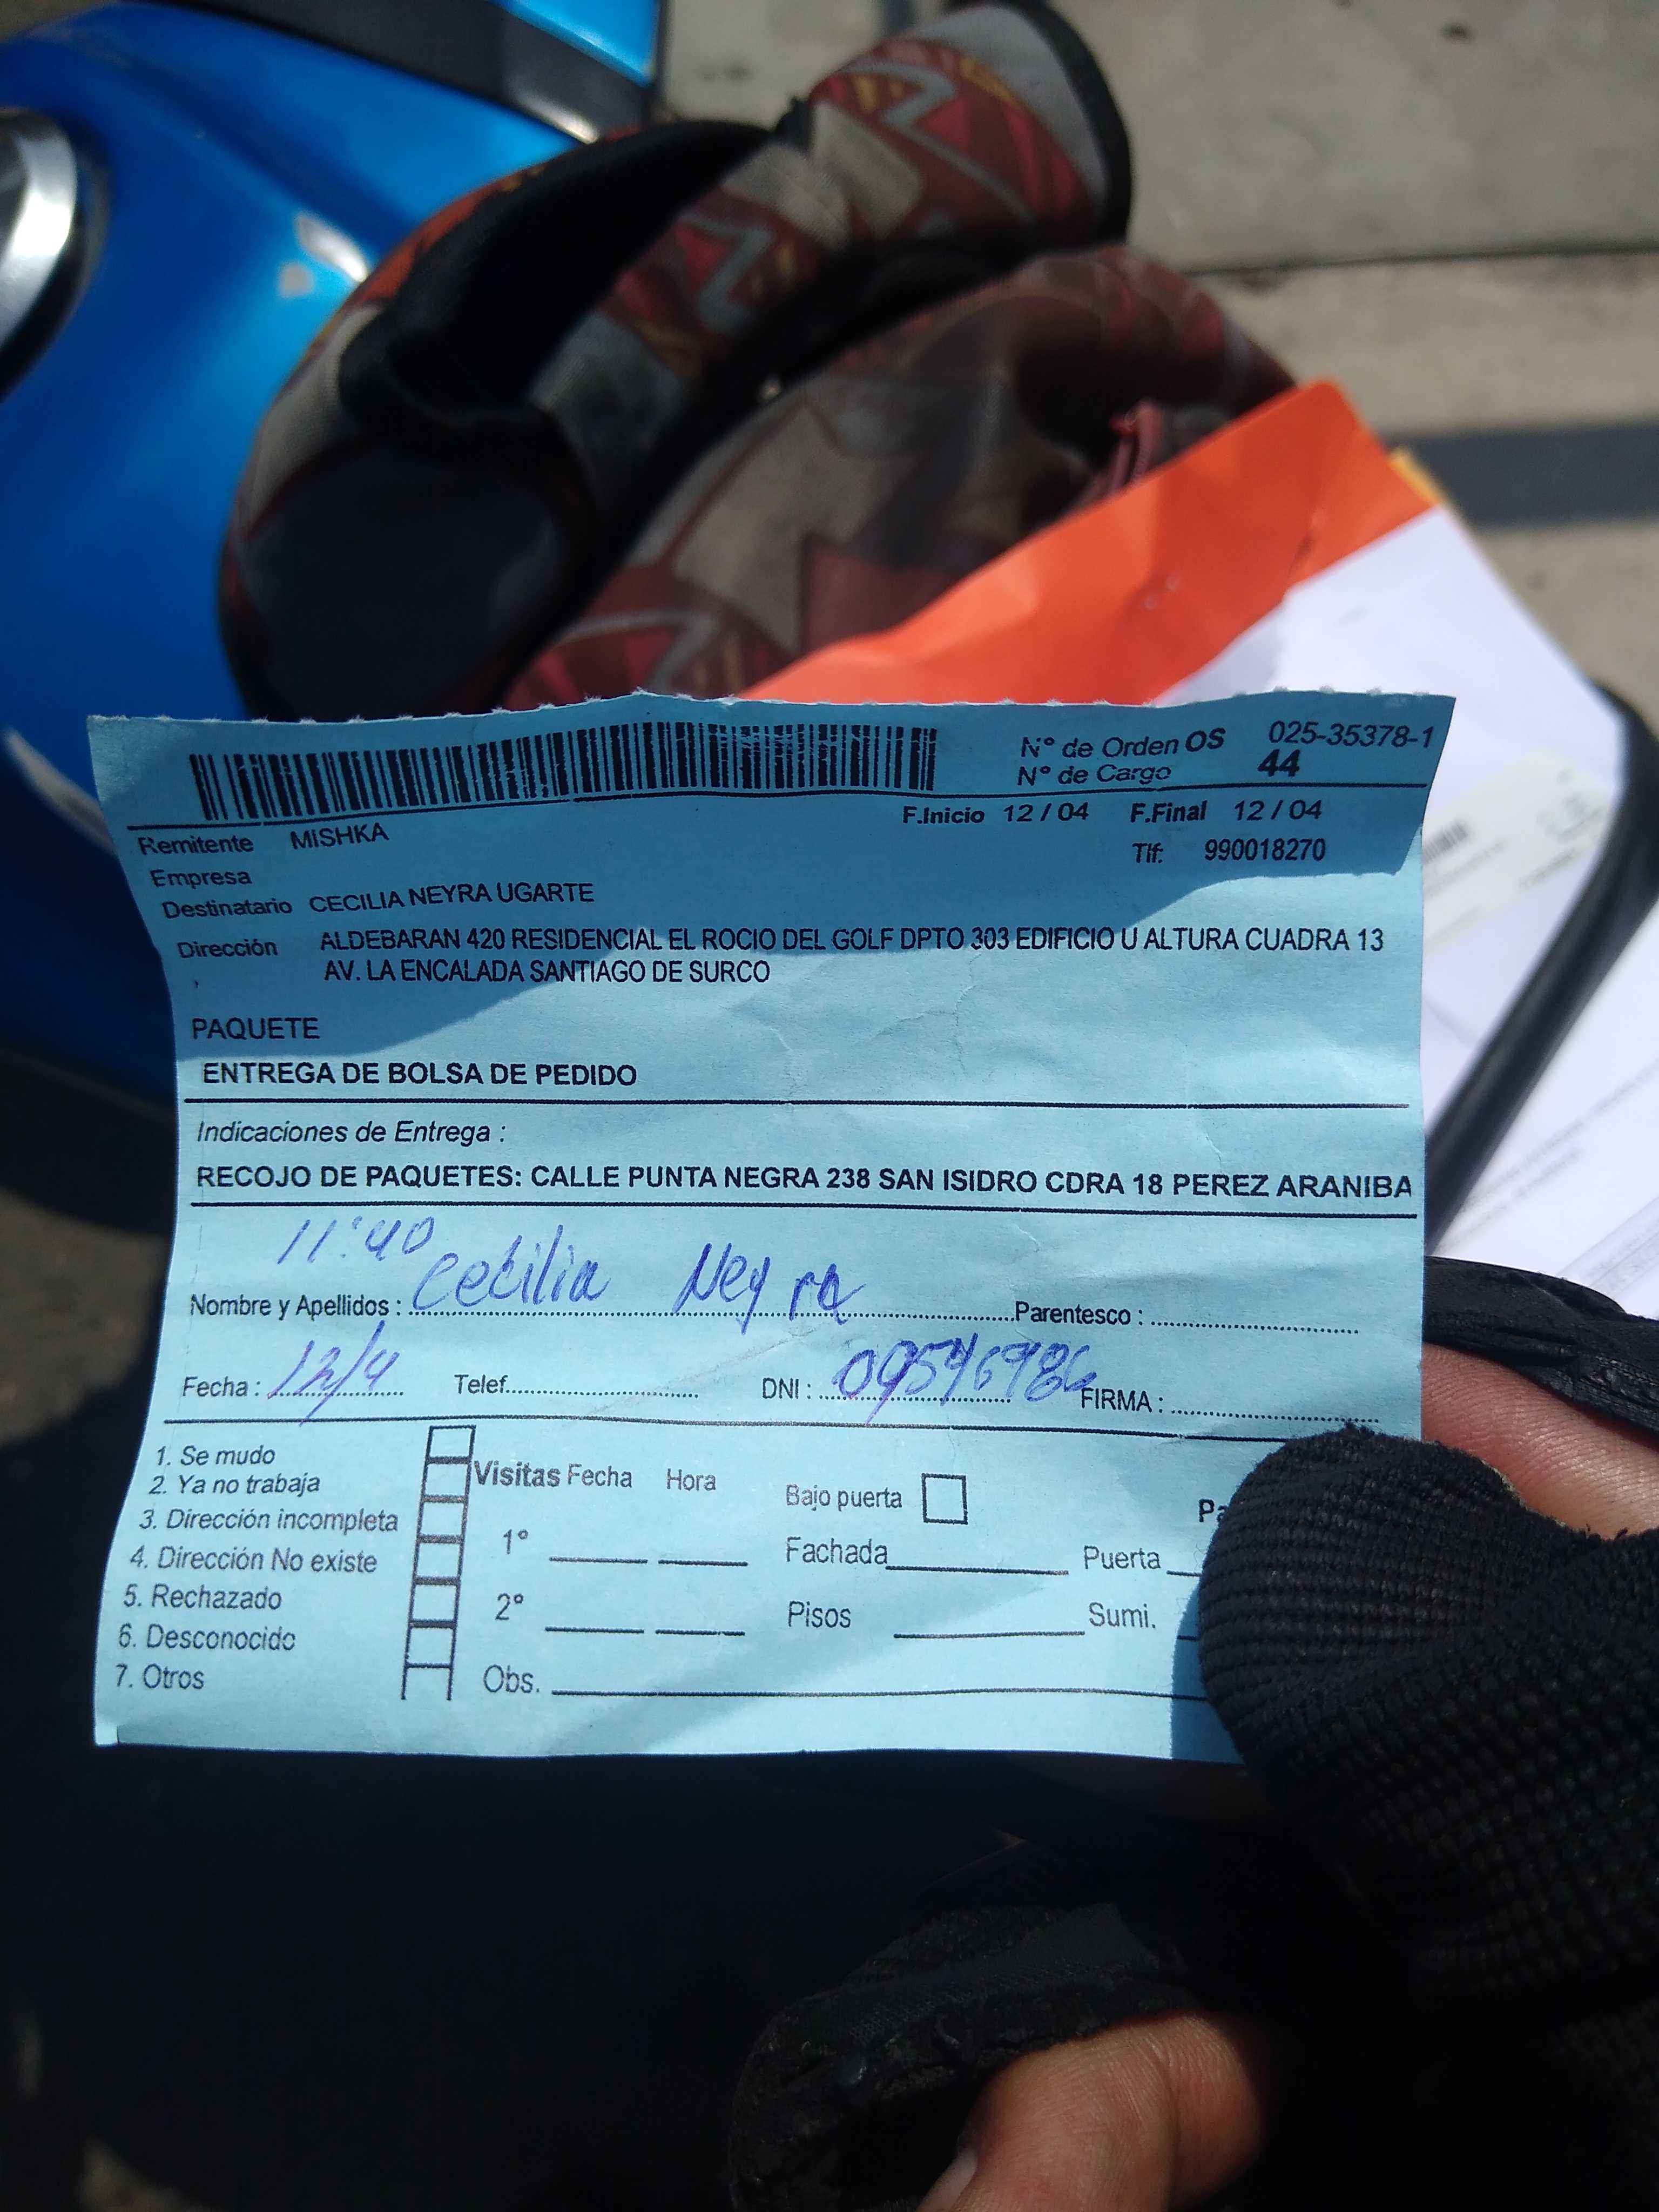 Nº de Orden OS 025-35378-1
Nº de Cargo 44
F.Inicio 12 / 04 F.Final 12 / 04
Remitente MISHKA
Tlf: 990018270
Empresa
Destinatario CECILIA NEYRA UGARTE
Dirección ALDEBARAN 420 RESIDENCIAL EL ROCIO DEL GOLF DPTO 303 EDIFICIO U ALTURA CUADRA 13
AV. LA ENCALADA SANTIAGO DE SURCO
PAQUETE
ENTREGA DE BOLSA DE PEDIDO
Indicaciones de Entrega :
RECOJO DE PAQUETES: CALLE PUNTA NEGRA 238 SAN ISIDRO CDRA 18 PEREZ ARANIBA
11:40
Nombre y Apellidos : Cecilia Neyra Parentesco :
Fecha : 12/4 Telef. DNI : 09546986 FIRMA :
1. Se mudo
2. Ya no trabaja
3. Dirección incompleta
4. Dirección No existe
5. Rechazado
6. Desconocido
7. Otros
Visitas Fecha Hora
1°
2°
Obs.
Bajo puerta
Fachada Puerta
Pisos Sumi.